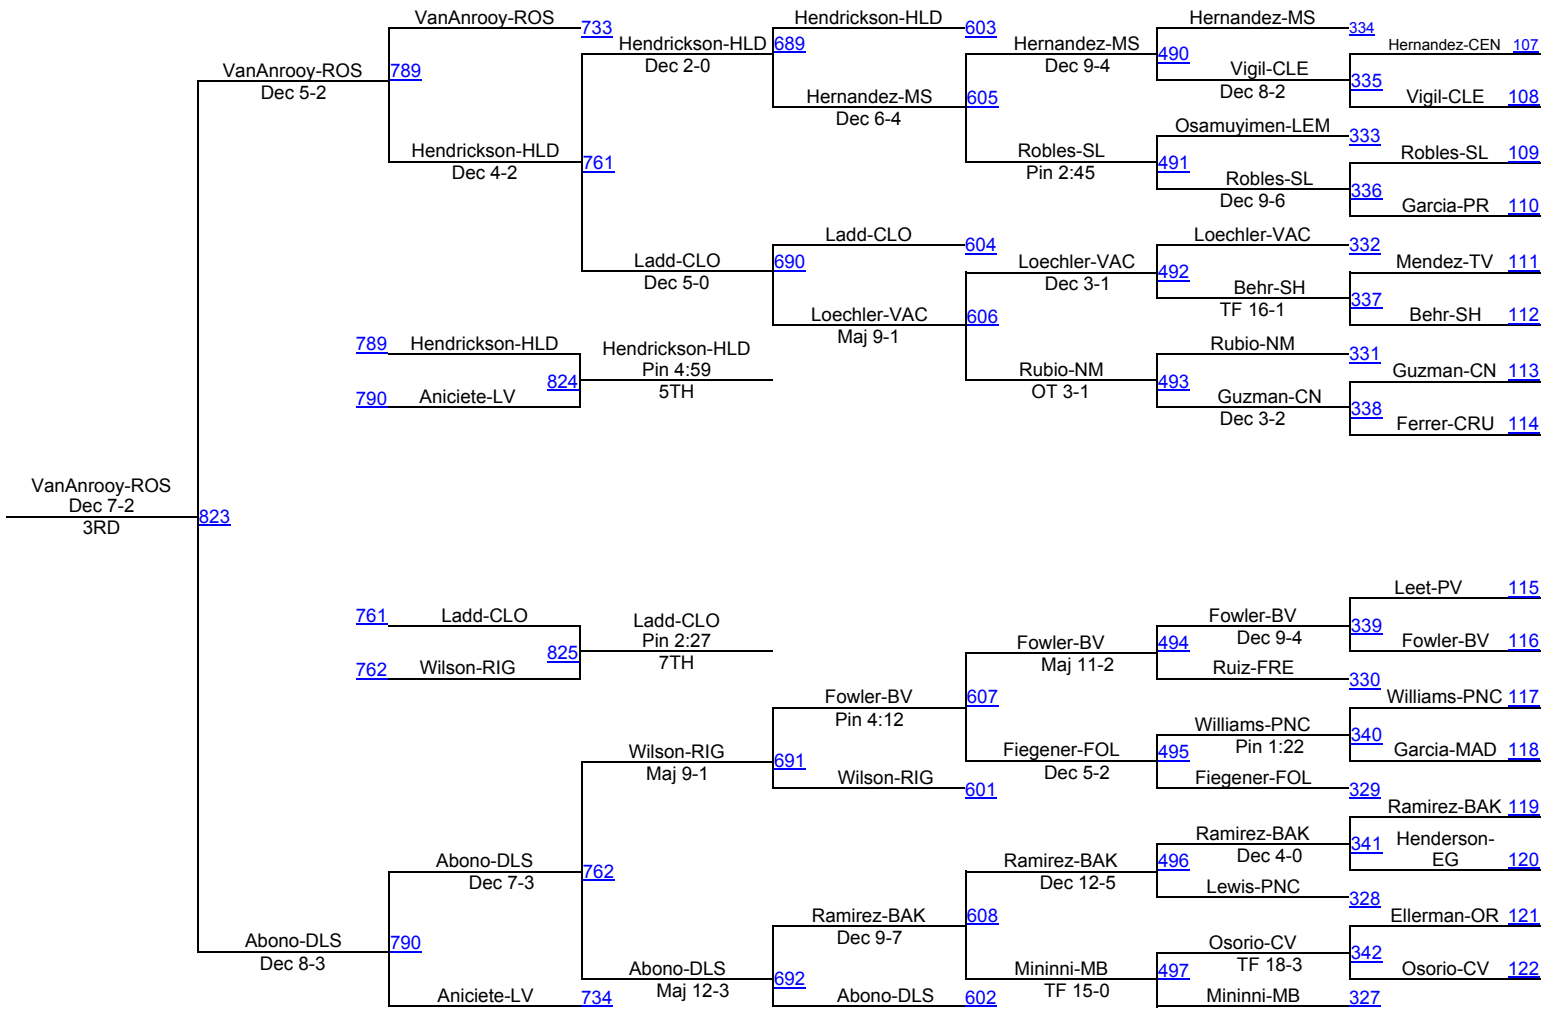 VanAnrooy-ROS
733
Hendrickson-HLD
603
Hernandez-MS
334
Hendrickson-HLD
689
Dec 2-0
Hernandez-MS
490
Dec 9-4
Hernandez-CEN 107
VanAnrooy-ROS
789
Dec 5-2
Vigil-CLE
335
Dec 8-2
Hernandez-MS
605
Dec 6-4
Vigil-CLE 108
Osamuyimen-LEM
333
Hendrickson-HLD
761
Dec 4-2
Robles-SL
491
Pin 2:45
Robles-SL 109
Robles-SL
336
Dec 9-6
Garcia-PR 110
Ladd-CLO
604
Loechler-VAC
332
Ladd-CLO
690
Dec 5-0
Loechler-VAC
492
Dec 3-1
Mendez-TV 111
Behr-SH
337
TF 16-1
Loechler-VAC
606
Maj 9-1
Behr-SH 112
789 Hendrickson-HLD
Hendrickson-HLD
Pin 4:59
5TH
824
790 Aniciete-LV
Rubio-NM
331
Rubio-NM
493
OT 3-1
Guzman-CN 113
Guzman-CN
338
Dec 3-2
Ferrer-CRU 114
VanAnrooy-ROS
Dec 7-2
3RD
823
761 Ladd-CLO
Ladd-CLO
Pin 2:27
7TH
825
762 Wilson-RIG
Leet-PV 115
Fowler-BV
339
Dec 9-4
Fowler-BV
494
Maj 11-2
Fowler-BV 116
Ruiz-FRE
330
Fowler-BV
607
Pin 4:12
Williams-PNC 117
Williams-PNC
340
Pin 1:22
Wilson-RIG
691
Maj 9-1
Fiegener-FOL
495
Dec 5-2
Garcia-MAD 118
Wilson-RIG
601
Fiegener-FOL
329
Ramirez-BAK 119
Ramirez-BAK
341
Dec 4-0
Henderson-
EG
120
Abono-DLS
762
Dec 7-3
Ramirez-BAK
496
Dec 12-5
Lewis-PNC
328
Ramirez-BAK
608
Dec 9-7
Ellerman-OR 121
Abono-DLS
790
Dec 8-3
Osorio-CV
342
TF 18-3
Abono-DLS
692
Maj 12-3
Mininni-MB
497
TF 15-0
Osorio-CV 122
Aniciete-LV
734
Abono-DLS
602
Mininni-MB
327